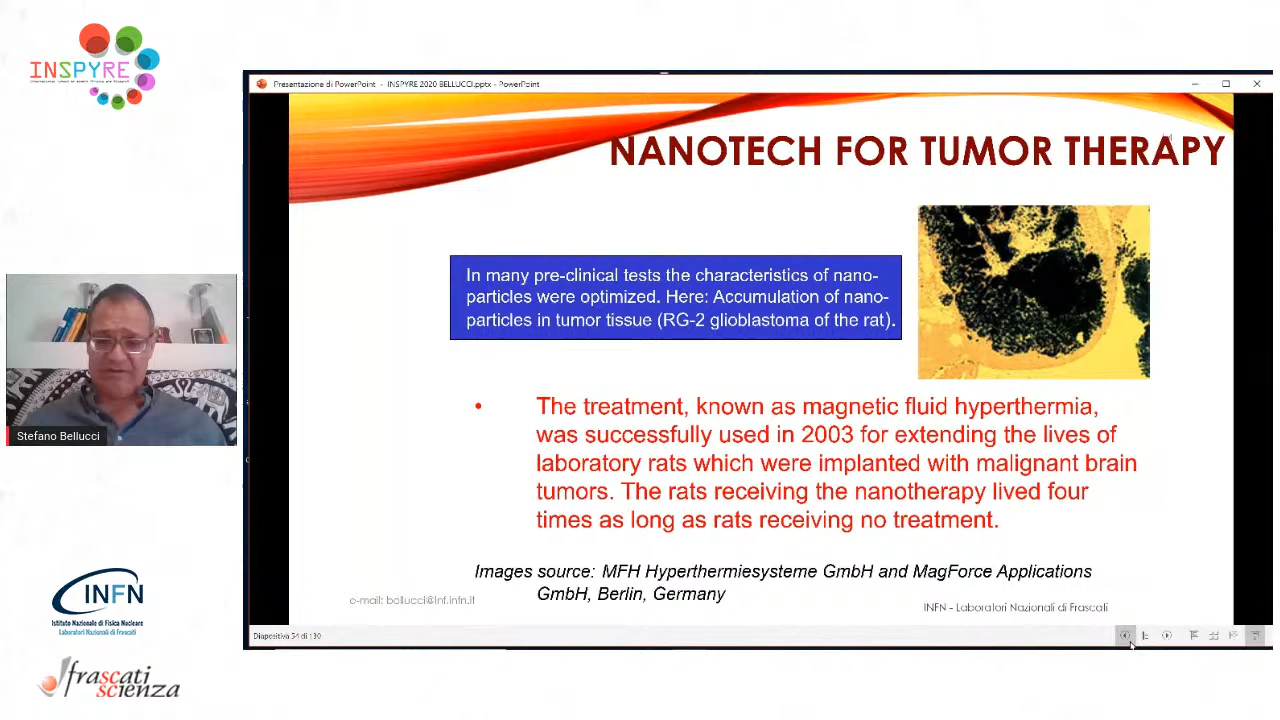 INSPYRE
Presentazione di PowerPoint - INSPYRE 2020 BELLUCCI.pptx - PowerPoint
NANOTECH FOR TUMOR THERAPY
In many pre-clinical tests the characteristics of nano-
particles were optimized. Here: Accumulation of nano-
particles in tumor tissue (RG-2 glioblastoma of the rat).
• The treatment, known as magnetic fluid hyperthermia,
was successfully used in 2003 for extending the lives of
laboratory rats which were implanted with malignant brain
tumors. The rats receiving the nanotherapy lived four
times as long as rats receiving no treatment.
Images source: MFH Hyperthermiesysteme GmbH and MagForce Applications
GmbH, Berlin, Germany
e-mail: bollucci@lnf.infn.it
INFN - Laboratori Nazionali di Frascati
Diapositiva 54 di 130
Stefano Bellucci
INFN
Istituto Nazionale di Fisica Nucleare
Laboratori Nazionali di Frascati
frascati
scienza